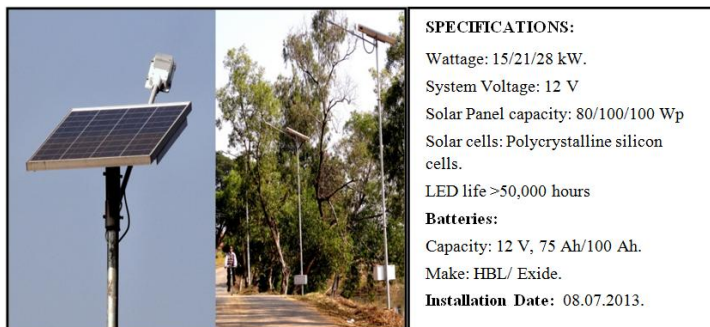 SPECIFICATIONS:
Wattage: 15/21/28 kW.
System Voltage: 12 V
Solar Panel capacity: 80/100/100 Wp
Solar cells: Polycrystalline silicon
cells.
LED life >50,000 hours
Batteries:
Capacity: 12 V, 75 Ah/100 Ah.
Make: HBL/ Exide.
Installation Date: 08.07.2013.